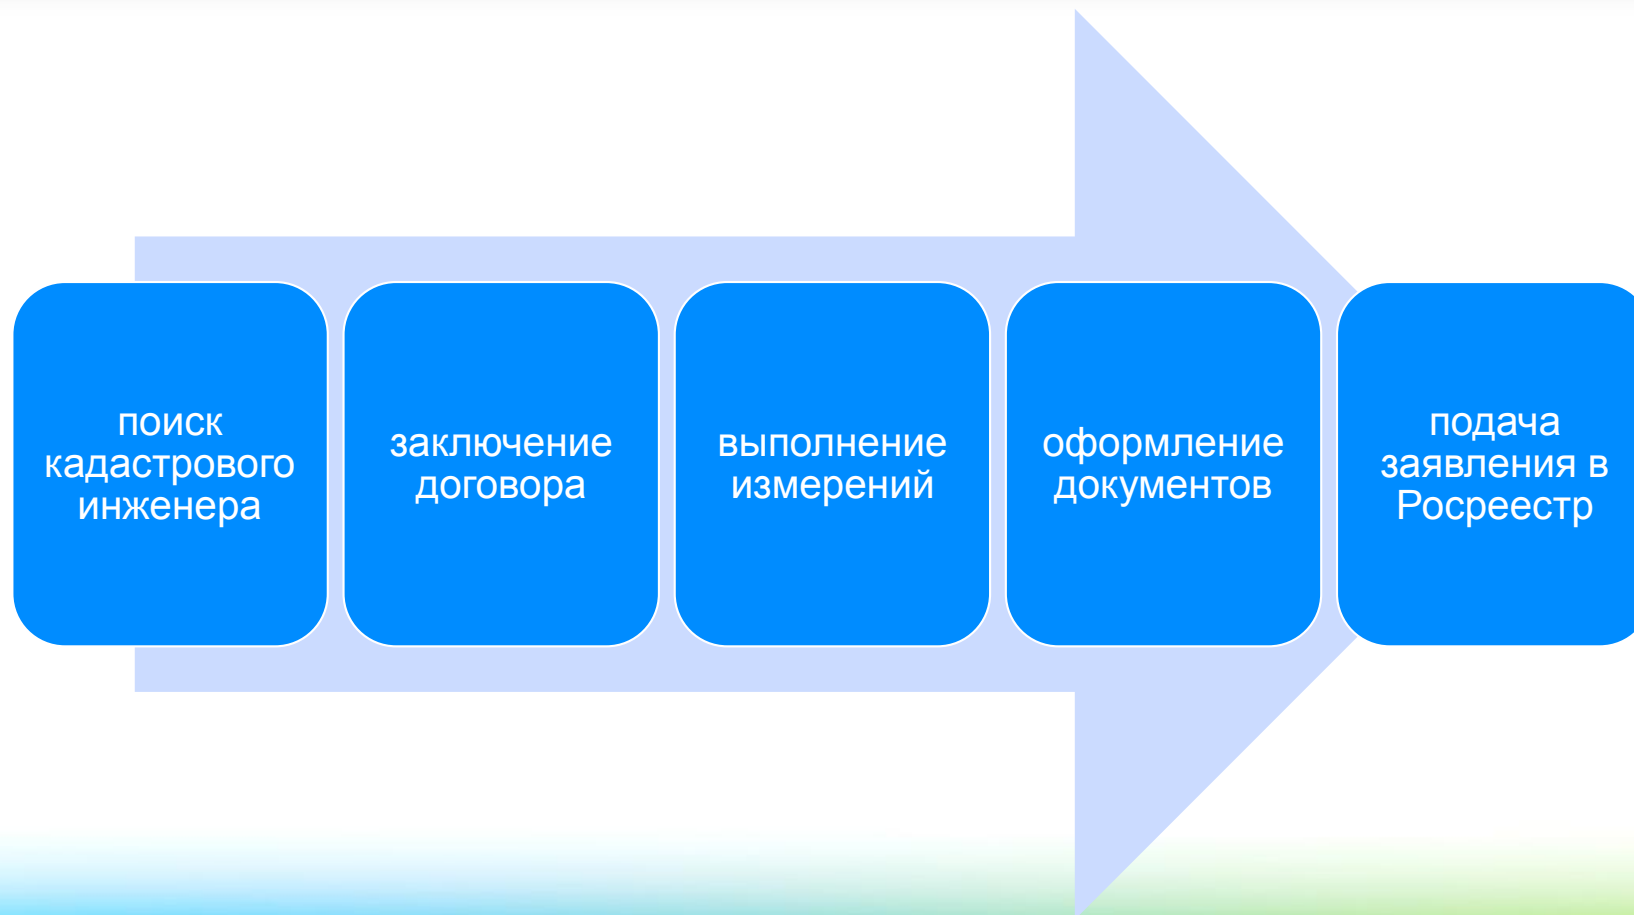 поиск
кадастрового
инженера
заключение
договора
выполнение
измерений
оформление
документов
подача
заявления в
Росреестр